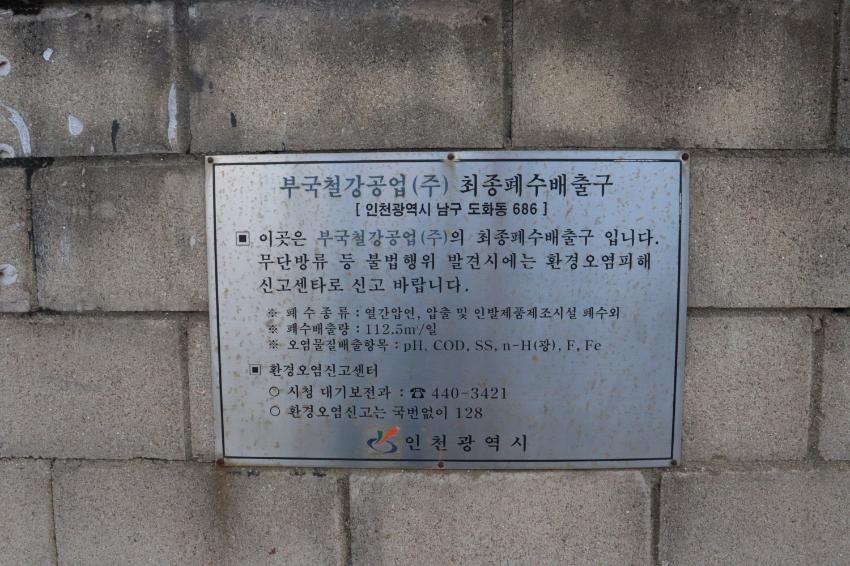 부국철강공업(주) 최종폐수배출구
[ 인천광역시 남구 도화동 686 ]
▣ 이곳은 부국철강공업(주)의 최종폐수배출구 입니다.
무단방류 등 불법행위 발견시에는 환경오염피해
신고센타로 신고 바랍니다.
※ 폐 수 종 류 : 열간압연, 압출 및 인발제품제조시설 폐수외
※ 폐수배출량 : 112.5㎥/일
※ 오염물질배출항목 : pH, COD, SS, n-H(광), F, Fe
▣ 환경오염신고센터
○ 시청 대기보전과 : ☎ 440-3421
○ 환경오염신고는 국번없이 128
인천광역시